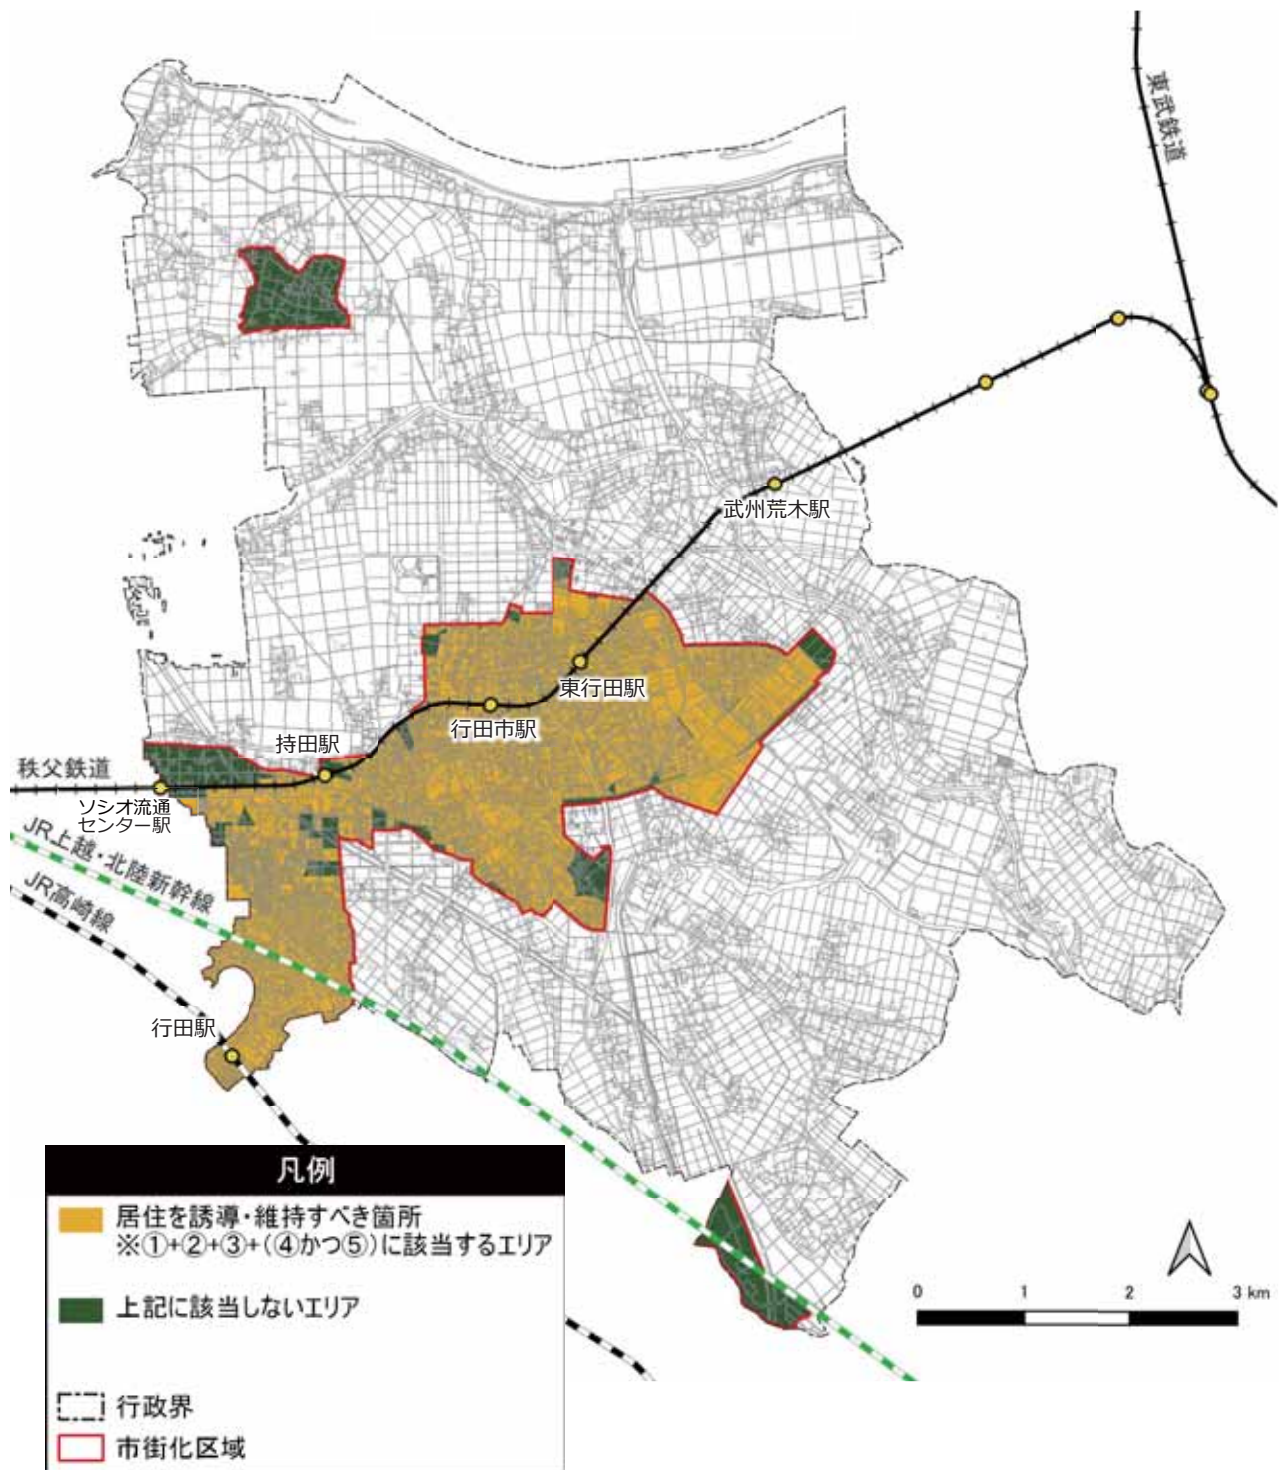 東武鉄道
武州荒木駅
東行田駅
行田市駅
持田駅
秩父鉄道
ソシオ流通
センター駅
JR上越・北陸新幹線
JR高崎線
行田駅
凡例
居住を誘導・維持すべき箇所
※①+②+③+(④かつ⑤)に該当するエリア
上記に該当しないエリア
行政界
市街化区域
0 1 2 3 km